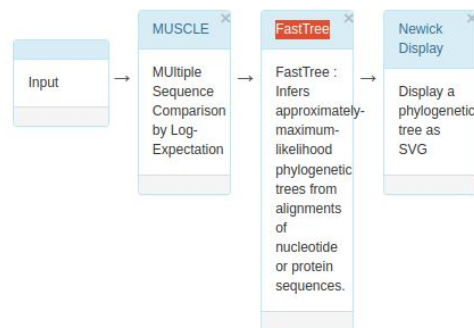 Input
→
MUSCLE ×
MUltiple
Sequence
Comparison
by Log-
Expectation
→
FastTree ×
FastTree :
Infers
approximately-
maximum-
likelihood
phylogenetic
trees from
alignments
of
nucleotide
or protein
sequences.
→
Newick ×
Display
Display a
phylogenetic
tree as
SVG